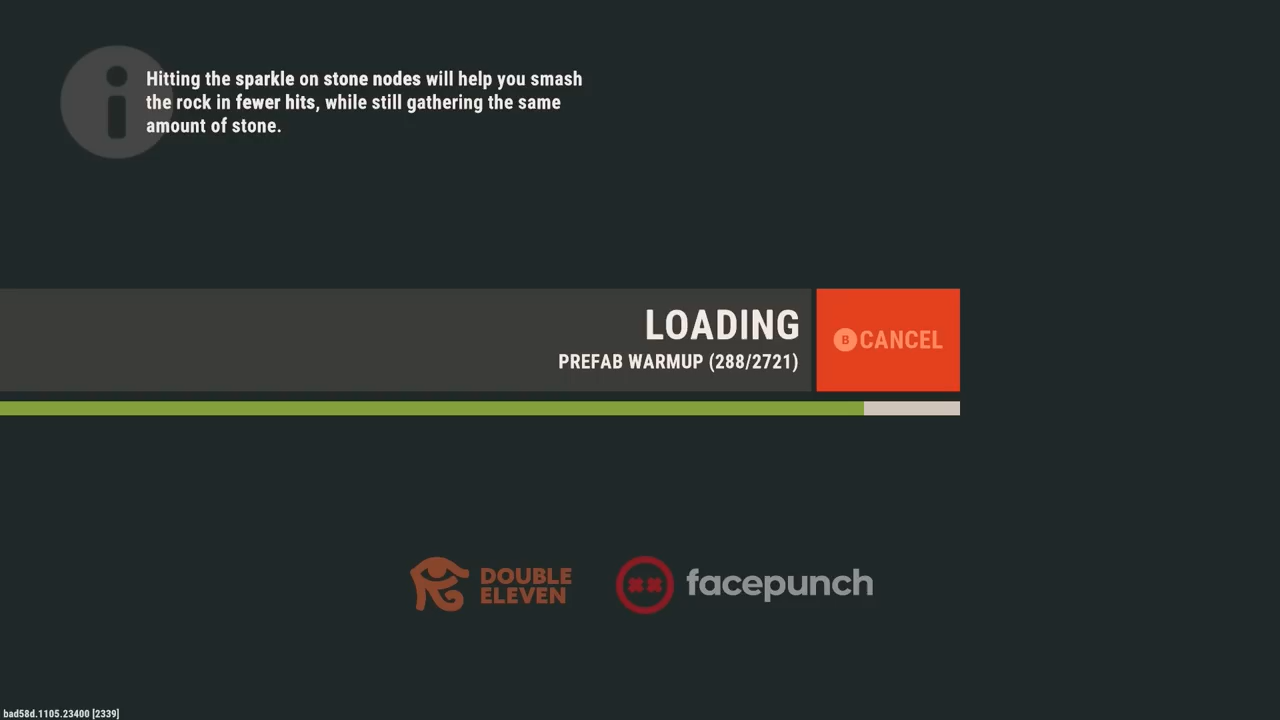 Hitting the sparkle on stone nodes will help you smash
the rock in fewer hits, while still gathering the same
amount of stone.
LOADING
PREFAB WARMUP (288/2721)
B CANCEL
DOUBLE
ELEVEN
facepunch
bad58d.1105.23400 [2339]